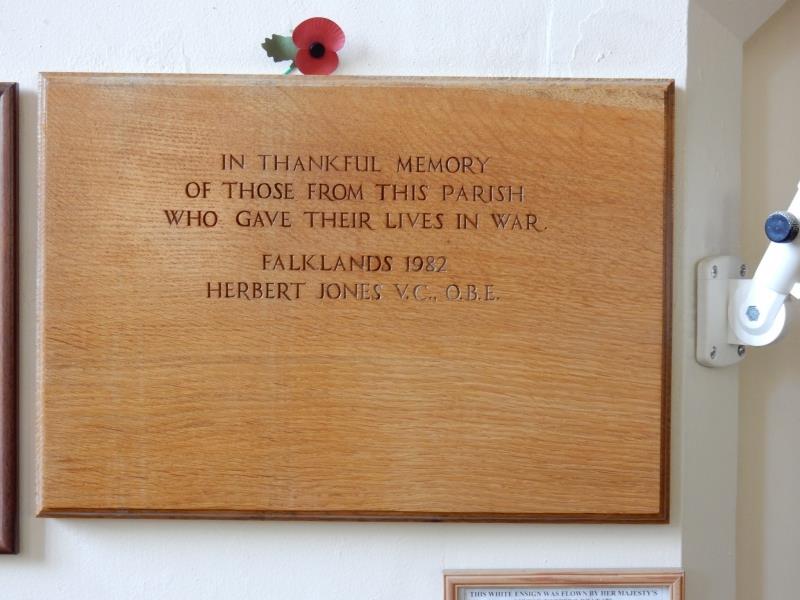 IN THANKFUL MEMORY
OF THOSE FROM THIS PARISH
WHO GAVE THEIR LIVES IN WAR.
FALKLANDS 1982
HERBERT JONES V.C., O.B.E.
THIS WHITE ENSIGN WAS FLOWN BY HER MAJESTY'S